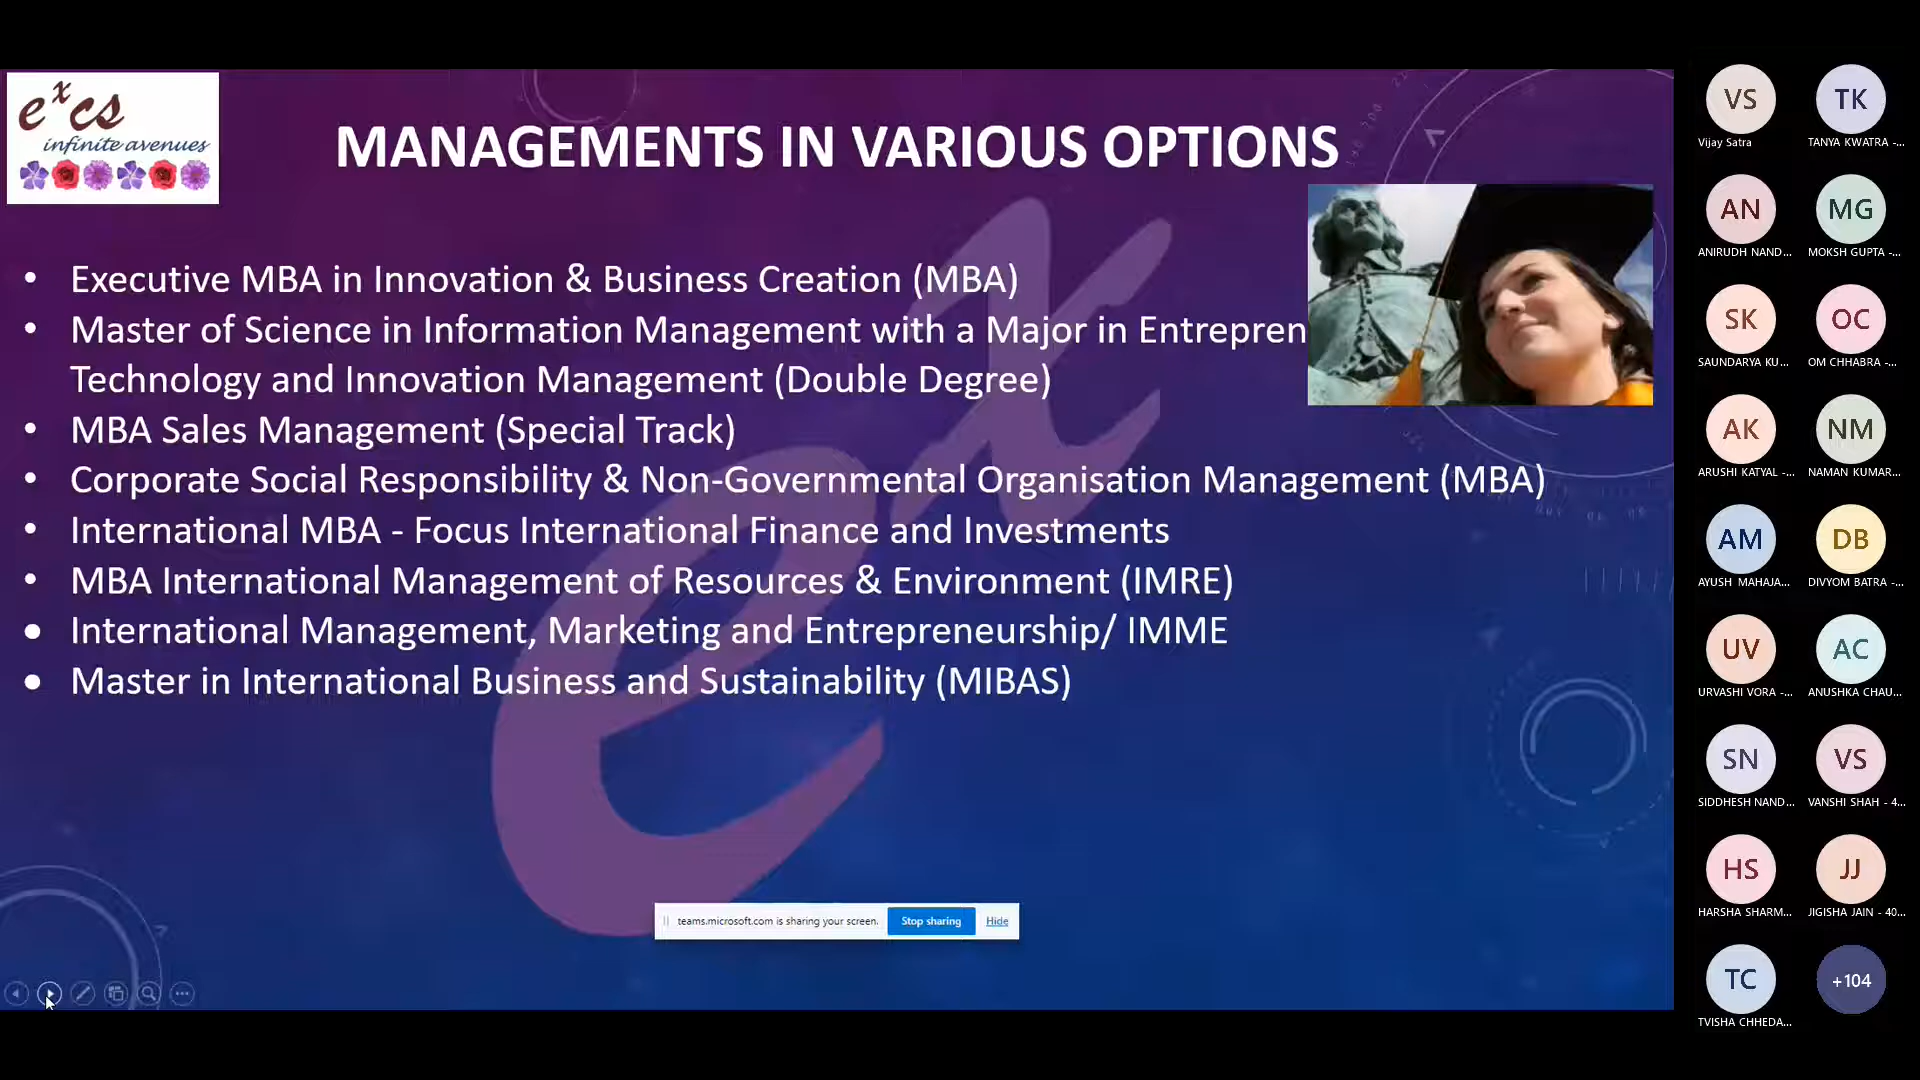 excs
infinite avenues
MANAGEMENTS IN VARIOUS OPTIONS
• Executive MBA in Innovation & Business Creation (MBA)
• Master of Science in Information Management with a Major in Entrepren
Technology and Innovation Management (Double Degree)
• MBA Sales Management (Special Track)
• Corporate Social Responsibility & Non-Governmental Organisation Management (MBA)
• International MBA - Focus International Finance and Investments
• MBA International Management of Resources & Environment (IMRE)
• International Management, Marketing and Entrepreneurship/ IMME
• Master in International Business and Sustainability (MIBAS)
teams.microsoft.com is sharing your screen.
Stop sharing
Hide
VS
Vijay Satra
TK
TANYA KWATRA -...
AN
ANIRUDH NAND...
MG
MOKSH GUPTA -...
SK
SAUNDARYA KU...
OC
OM CHHABRA -...
AK
ARUSHI KATYAL -...
NM
NAMAN KUMAR...
AM
AYUSH MAHAJA...
DB
DIVYOM BATRA -...
UV
URVASHI VORA -...
AC
ANUSHKA CHAU...
SN
SIDDHESH NAND...
VS
VANSHI SHAH - 4...
HS
HARSHA SHARM...
JJ
JIGISHA JAIN - 40...
TC
TVISHA CHHEDA...
+104